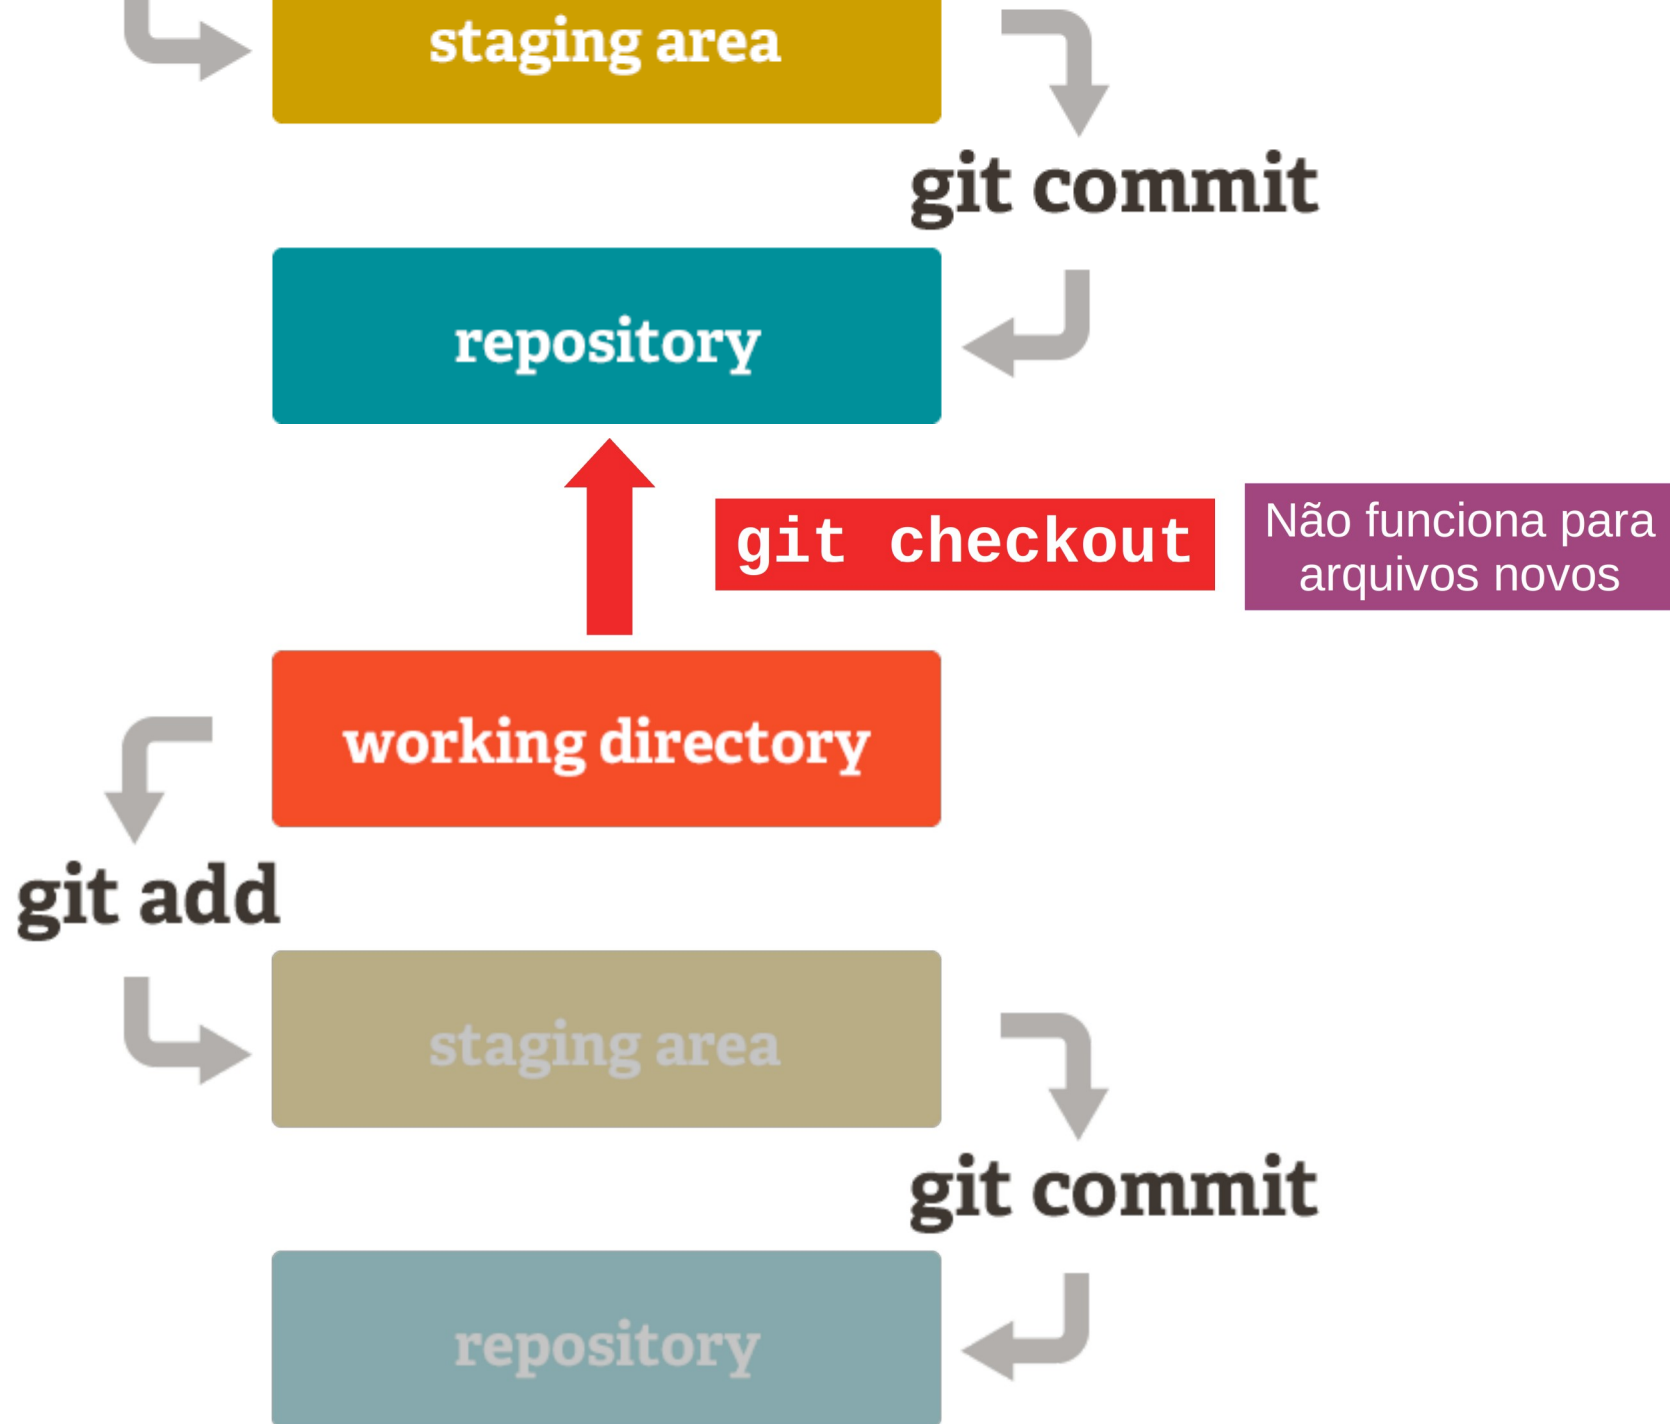 staging area
git commit
repository
git checkout
Não funciona para
arquivos novos
working directory
git add
staging area
git commit
repository